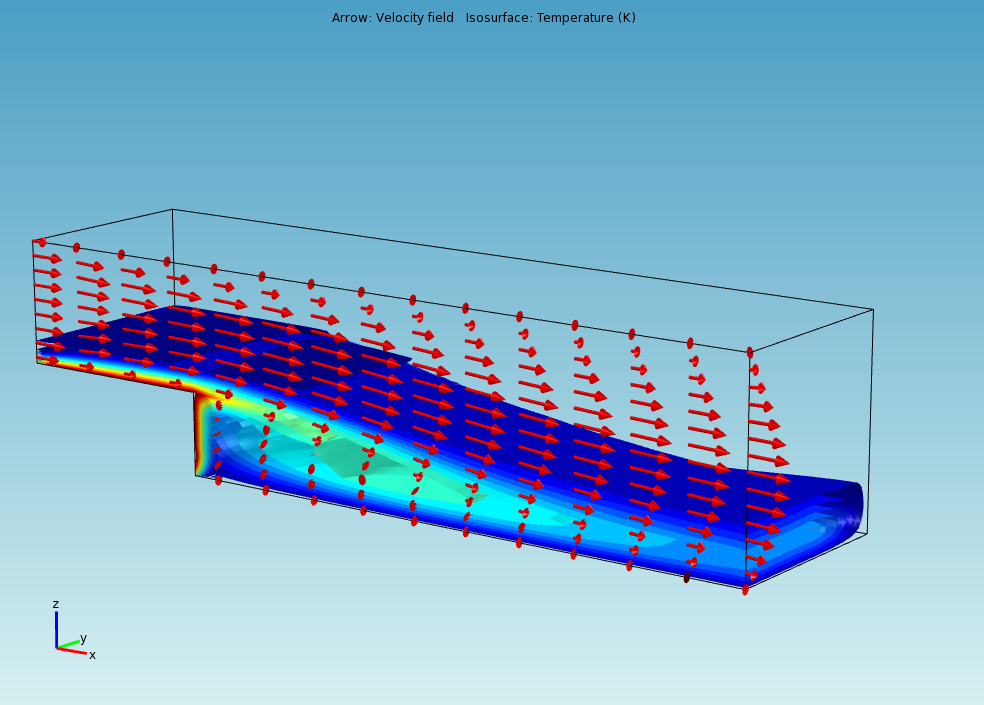 Arrow: Velocity field   Isosurface: Temperature (K)
z
y
x